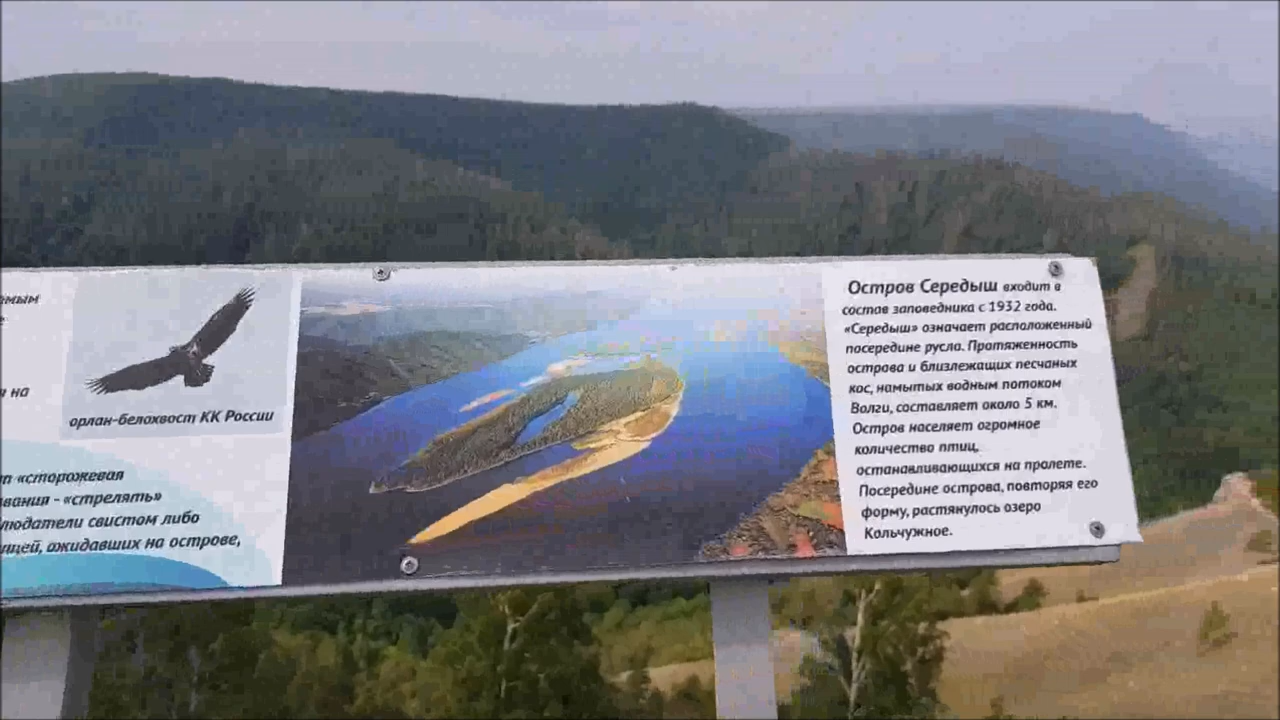 на
орлан-белохвост КК России
«сторожевая
- «стрелять»
свистом либо
ожидавших на острове,
Остров Середыш входит в
состав заповедника с 1932 года.
«Середыш» означает расположенный
посередине русла. Протяженность
острова и близлежащих песчаных
кос, намытых водным потоком
Волги, составляет около 5 км.
Остров населяет огромное
количество птиц,
останавливающихся на пролете.
Посередине острова, повторяя его
форму, растянулось озеро
Кольчужное.